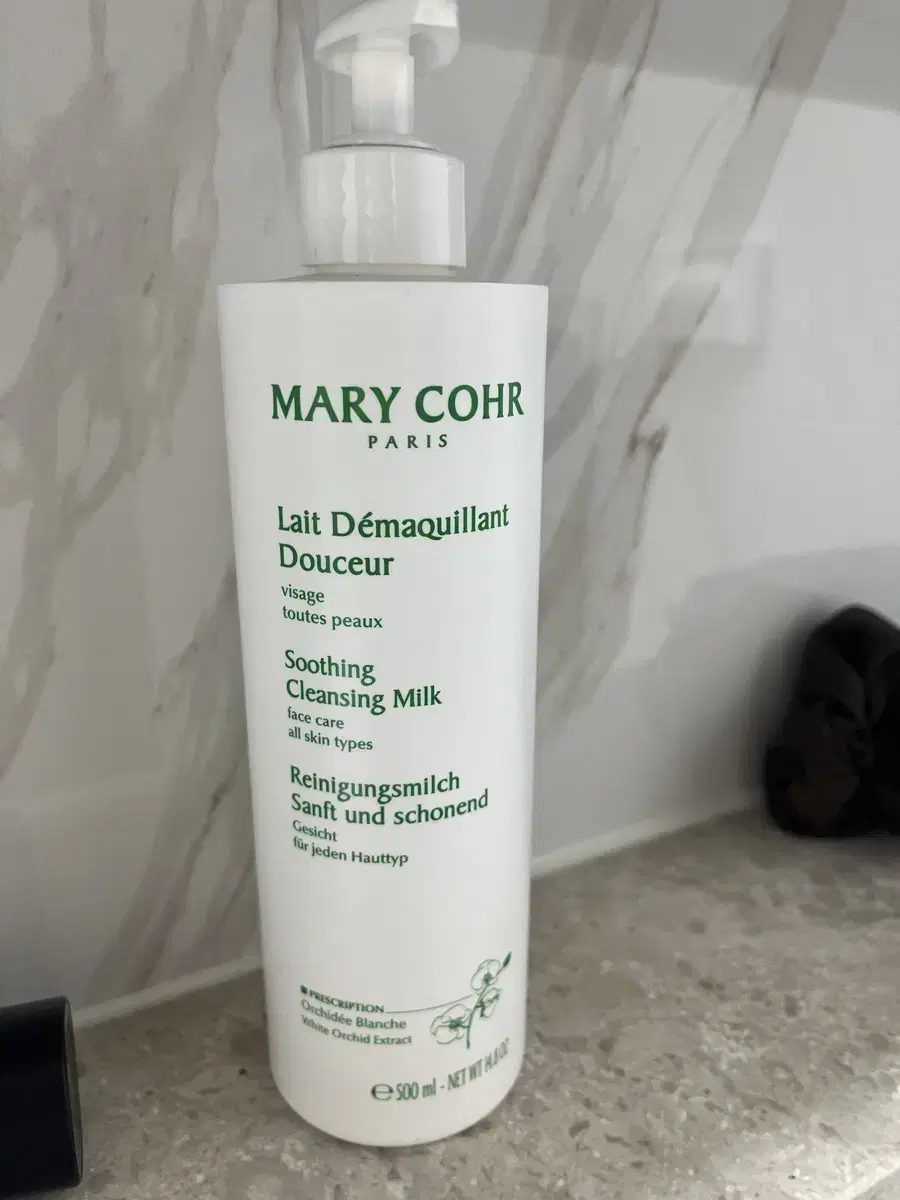 MARY COHR
PARIS
Lait Démaquillant
Douceur
visage
toutes peaux
Soothing
Cleansing Milk
face care
all skin types
Reinigungsmilch
Sanft und schonend
Gesicht
für jeden Hauttyp
PRESCRIPTION
Orchidée Blanche
White Orchid Extract
℮ 500 ml - NET WT OZ